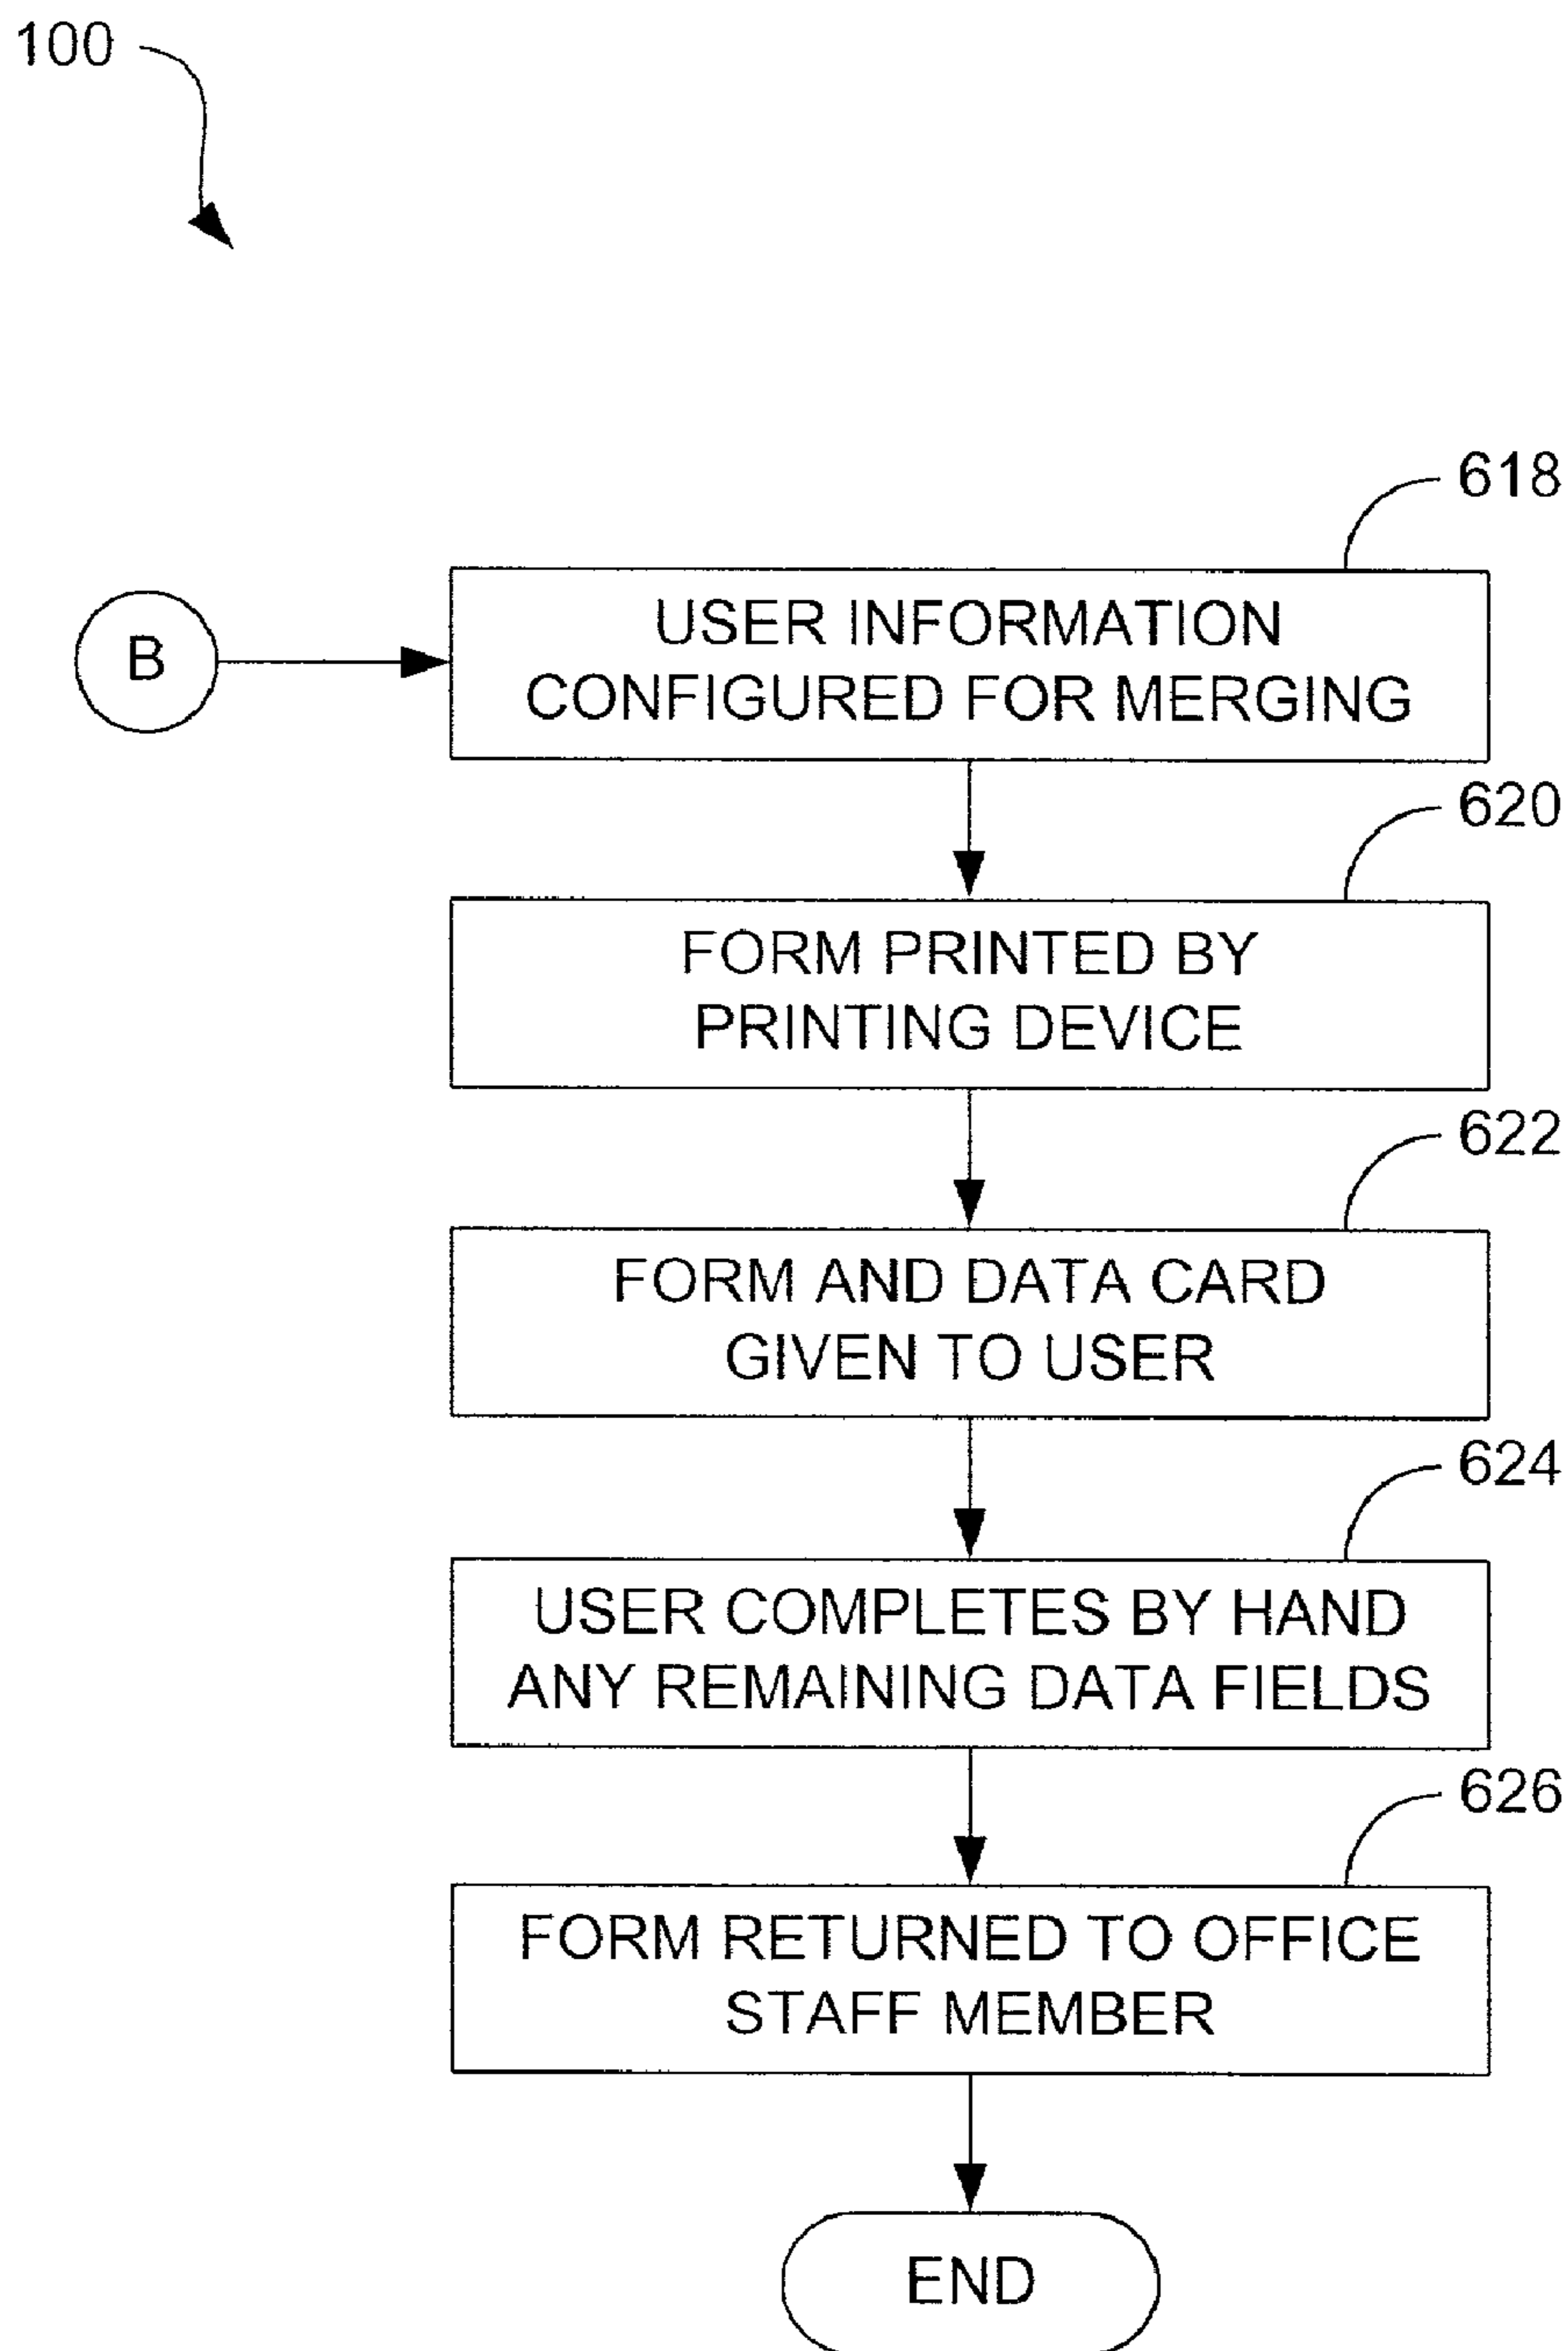 100
618
B
USER INFORMATION
CONFIGURED FOR MERGING
620
FORM PRINTED BY
PRINTING DEVICE
622
FORM AND DATA CARD
GIVEN TO USER
624
USER COMPLETES BY HAND
ANY REMAINING DATA FIELDS
626
FORM RETURNED TO OFFICE
STAFF MEMBER
END